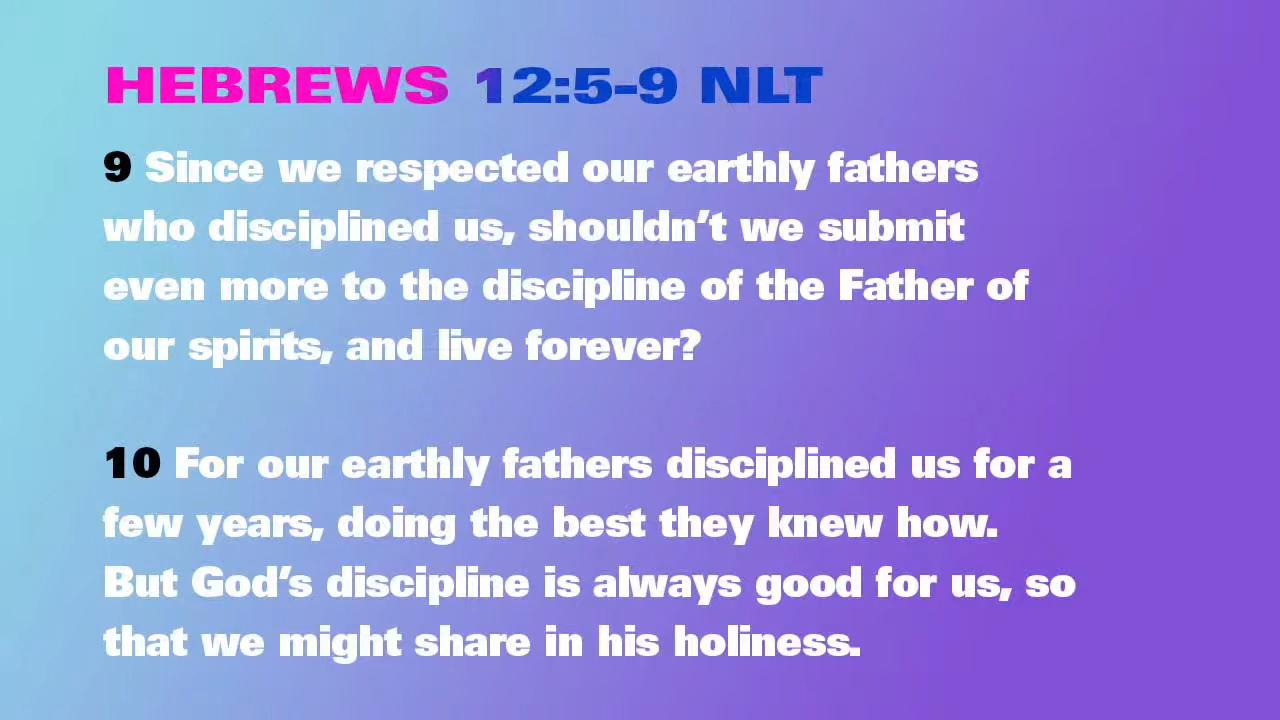 HEBREWS 12:5-9 NLT
9 Since we respected our earthly fathers
who disciplined us, shouldn’t we submit
even more to the discipline of the Father of
our spirits, and live forever?
10 For our earthly fathers disciplined us for a
few years, doing the best they knew how.
But God’s discipline is always good for us, so
that we might share in his holiness.